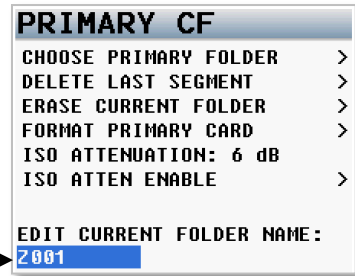 PRIMARY CF
CHOOSE PRIMARY FOLDER >
DELETE LAST SEGMENT >
ERASE CURRENT FOLDER >
FORMAT PRIMARY CARD >
ISO ATTENUATION: 6 dB
ISO ATTEN ENABLE >
EDIT CURRENT FOLDER NAME:
Z001